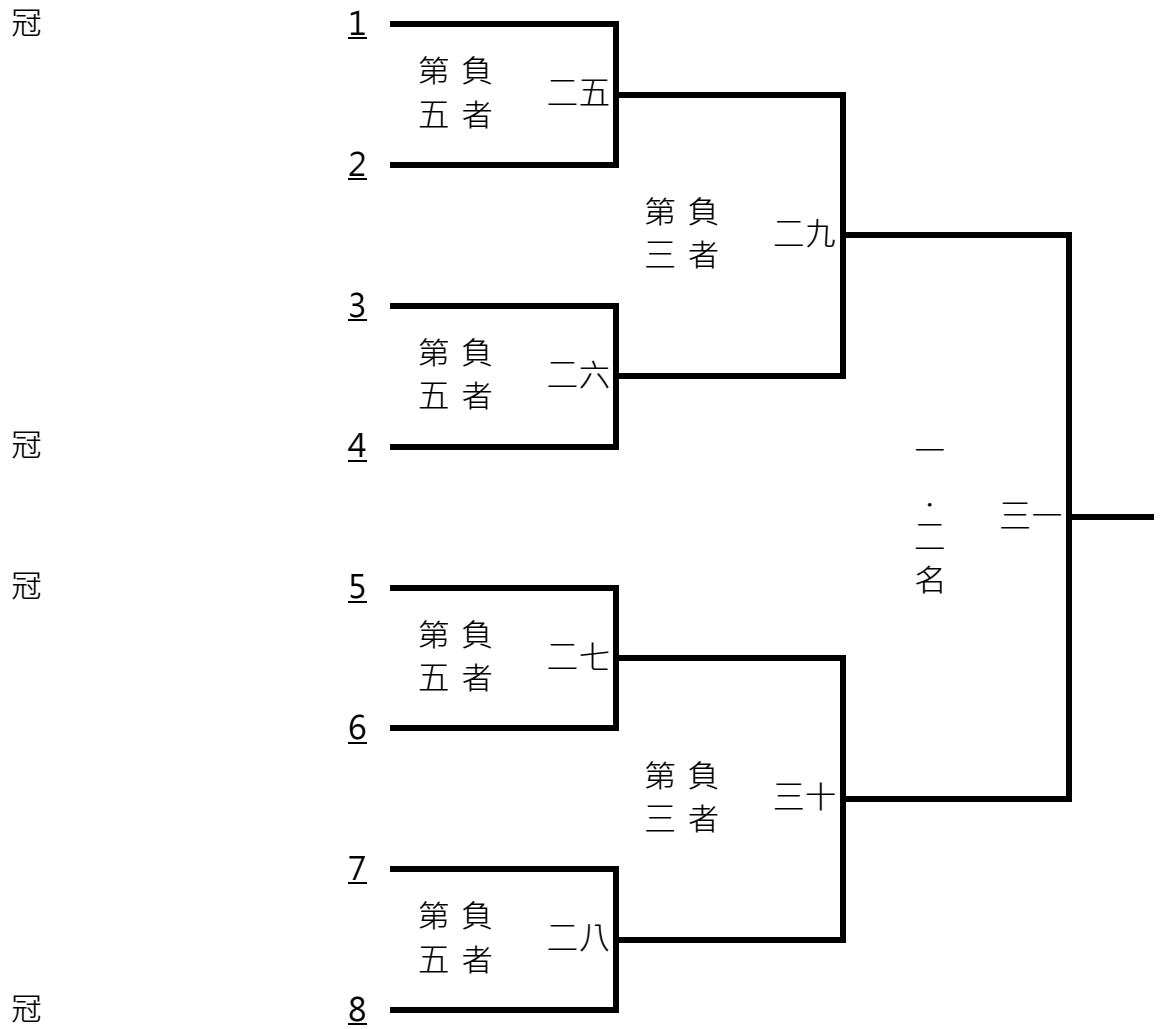 冠 1
負者
第五
二五
2
負者
第三
二九
3
負者
第五
二六
冠 4
一.二名
三一
冠 5
負者
第五
二七
6
負者
第三
三十
7
負者
第五
二八
冠 8